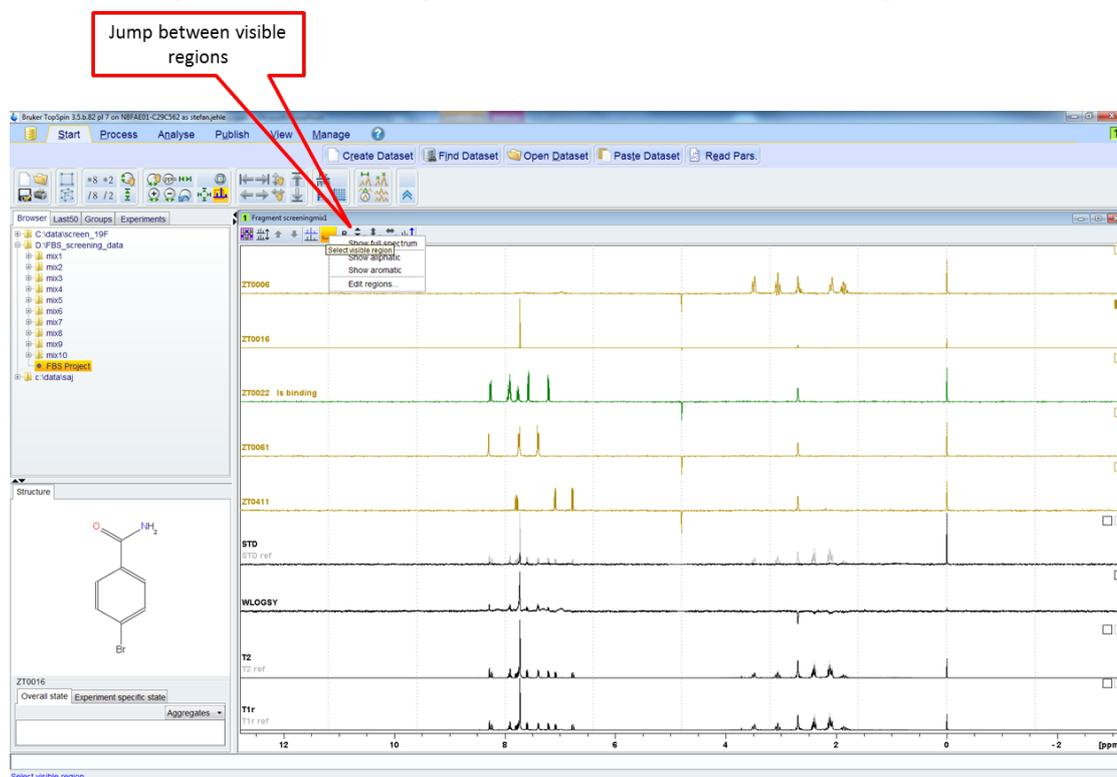 Jump between visible
regions
Bruker TopSpin 3.5.b.82 pl 7 on NBFAE01-C29C562 as stefan.jehle
Start Process Analyse Publish View Manage ?
Create Dataset Find Dataset Open Dataset Paste Dataset Read Pars.
*8 *2
/8 /2
Browser Last50 Groups Experiments
1 Fragment screeningmix1
C:\data\screen_19F
D:\FBS_screening_data
mix1
mix2
mix3
mix4
mix5
mix6
mix7
mix8
mix9
mix10
FBS Project
c:\data\saj
Show full spectrum
Select visible region
Show aliphatic
Show aromatic
Edit regions...
ZT0006
ZT0016
ZT0022 Is binding
ZT0061
ZT0411
STD
STD ref
WLOGSY
T2
T2 ref
T1r
T1r ref
12 10 8 6 4 2 0 -2 [ppm
Structure
O NH2
Br
ZT0016
Overall state Experiment specific state
Aggregates
Select visible region